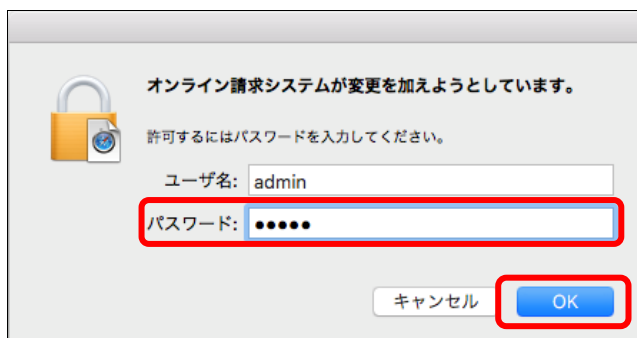 オンライン請求システムが変更を加えようとしています。
許可するにはパスワードを入力してください。
ユーザ名: admin
パスワード: ●●●●●
キャンセル OK